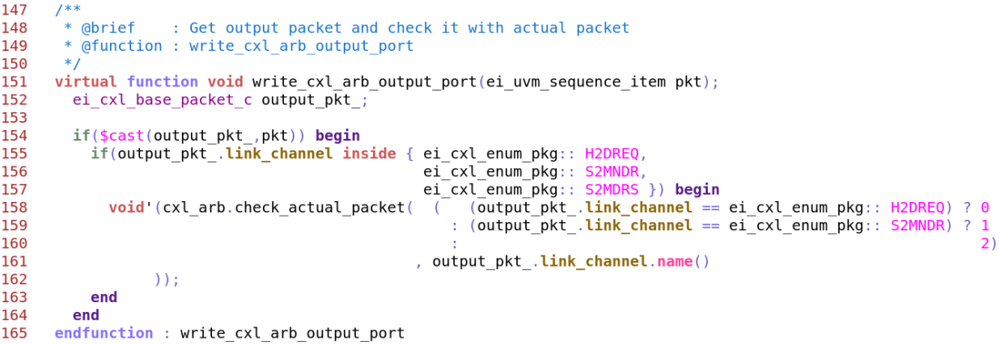 147 /**
148 * @brief : Get output packet and check it with actual packet
149 * @function : write_cxl_arb_output_port
150 */
151 virtual function void write_cxl_arb_output_port(ei_uvm_sequence_item pkt);
152 ei_cxl_base_packet_c output_pkt_;
153
154 if($cast(output_pkt_,pkt)) begin
155 if(output_pkt_.link_channel inside { ei_cxl_enum_pkg:: H2DREQ,
156 ei_cxl_enum_pkg:: S2MNDR,
157 ei_cxl_enum_pkg:: S2MDRS }) begin
158 void'(cxl_arb.check_actual_packet( ( (output_pkt_.link_channel == ei_cxl_enum_pkg:: H2DREQ) ? 0
159 : (output_pkt_.link_channel == ei_cxl_enum_pkg:: S2MNDR) ? 1
160 : 2)
161 , output_pkt_.link_channel.name()
162 ));
163 end
164 end
165 endfunction : write_cxl_arb_output_port